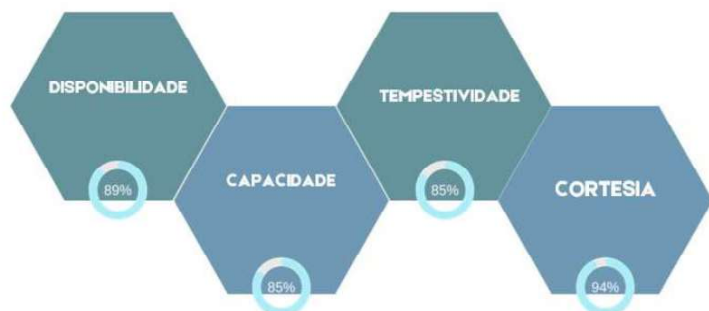 DISPONIBILIDADE
89%
CAPACIDADE
85%
TEMPESTIVIDADE
85%
CORTESIA
94%